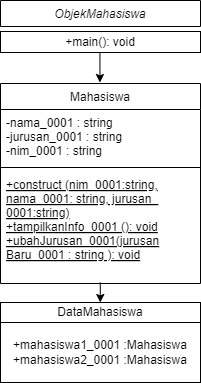 ObjekMahasiswa
+main(): void
Mahasiswa
-nama_0001 : string
-jurusan_0001 : string
-nim_0001 : string
+construct (nim_0001:string,
nama_0001: string, jurusan_
0001:string)
+tampilkanInfo_0001 (): void
+ubahJurusan_0001(jurusan
Baru_0001 : string ): void
DataMahasiswa
+mahasiswa1_0001 :Mahasiswa
+mahasiswa2_0001 :Mahasiswa